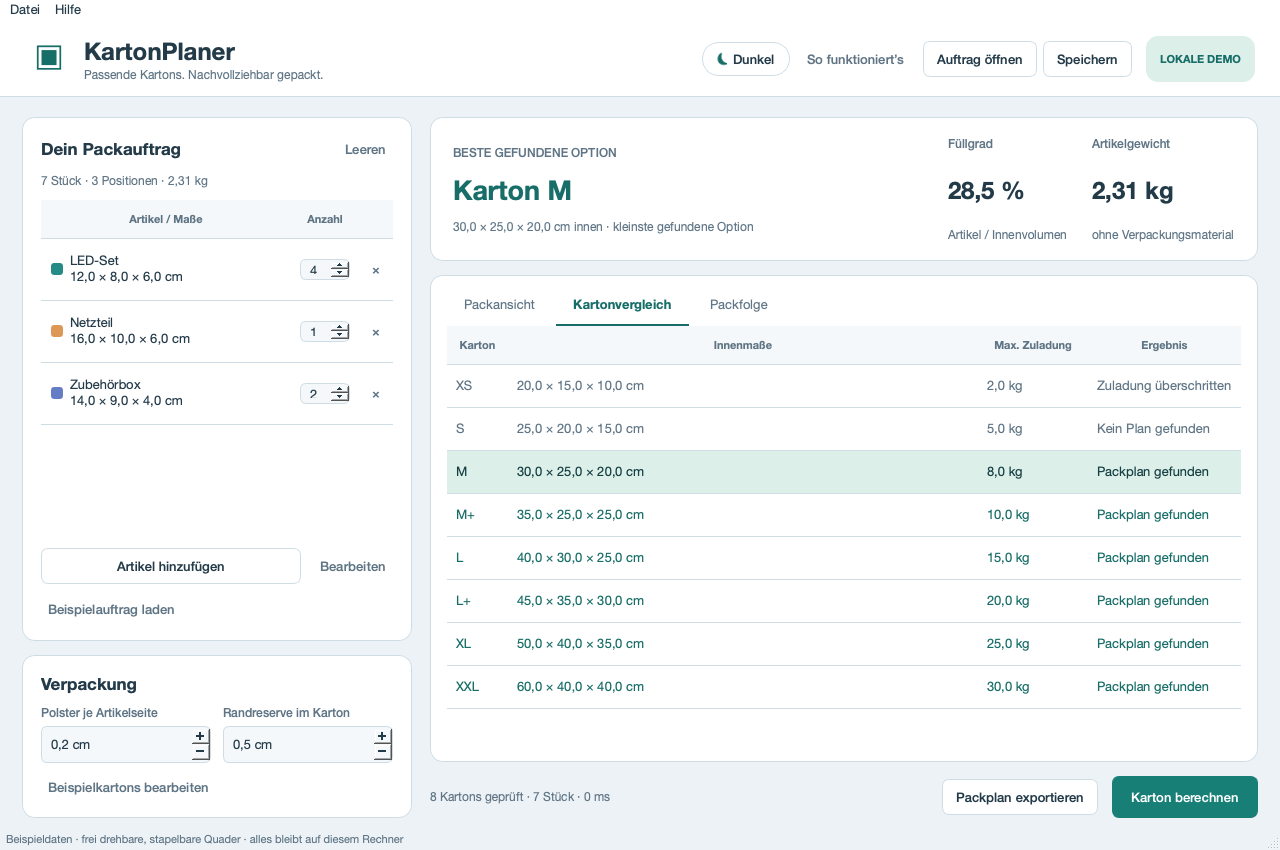 Datei Hilfe
KartonPlaner
Passende Kartons. Nachvollziehbar gepackt.
Dunkel
So funktioniert's
Auftrag öffnen
Speichern
LOKALE DEMO
Dein Packauftrag
Leeren
7 Stück · 3 Positionen · 2,31 kg
Artikel / Maße Anzahl
LED-Set
12,0 × 8,0 × 6,0 cm
4 ×
Netzteil
16,0 × 10,0 × 6,0 cm
1 ×
Zubehörbox
14,0 × 9,0 × 4,0 cm
2 ×
Artikel hinzufügen
Bearbeiten
Beispielauftrag laden
Verpackung
Polster je Artikelseite
0,2 cm
+
−
Randreserve im Karton
0,5 cm
+
−
Beispielkartons bearbeiten
BESTE GEFUNDENE OPTION
Karton M
30,0 × 25,0 × 20,0 cm innen · kleinste gefundene Option
Füllgrad
28,5 %
Artikel / Innenvolumen
Artikelgewicht
2,31 kg
ohne Verpackungsmaterial
Packansicht Kartonvergleich Packfolge
Karton Innenmaße Max. Zuladung Ergebnis
XS 20,0 × 15,0 × 10,0 cm 2,0 kg Zuladung überschritten
S 25,0 × 20,0 × 15,0 cm 5,0 kg Kein Plan gefunden
M 30,0 × 25,0 × 20,0 cm 8,0 kg Packplan gefunden
M+ 35,0 × 25,0 × 25,0 cm 10,0 kg Packplan gefunden
L 40,0 × 30,0 × 25,0 cm 15,0 kg Packplan gefunden
L+ 45,0 × 35,0 × 30,0 cm 20,0 kg Packplan gefunden
XL 50,0 × 40,0 × 35,0 cm 25,0 kg Packplan gefunden
XXL 60,0 × 40,0 × 40,0 cm 30,0 kg Packplan gefunden
8 Kartons geprüft · 7 Stück · 0 ms
Packplan exportieren
Karton berechnen
Beispieldaten · frei drehbare, stapelbare Quader · alles bleibt auf diesem Rechner